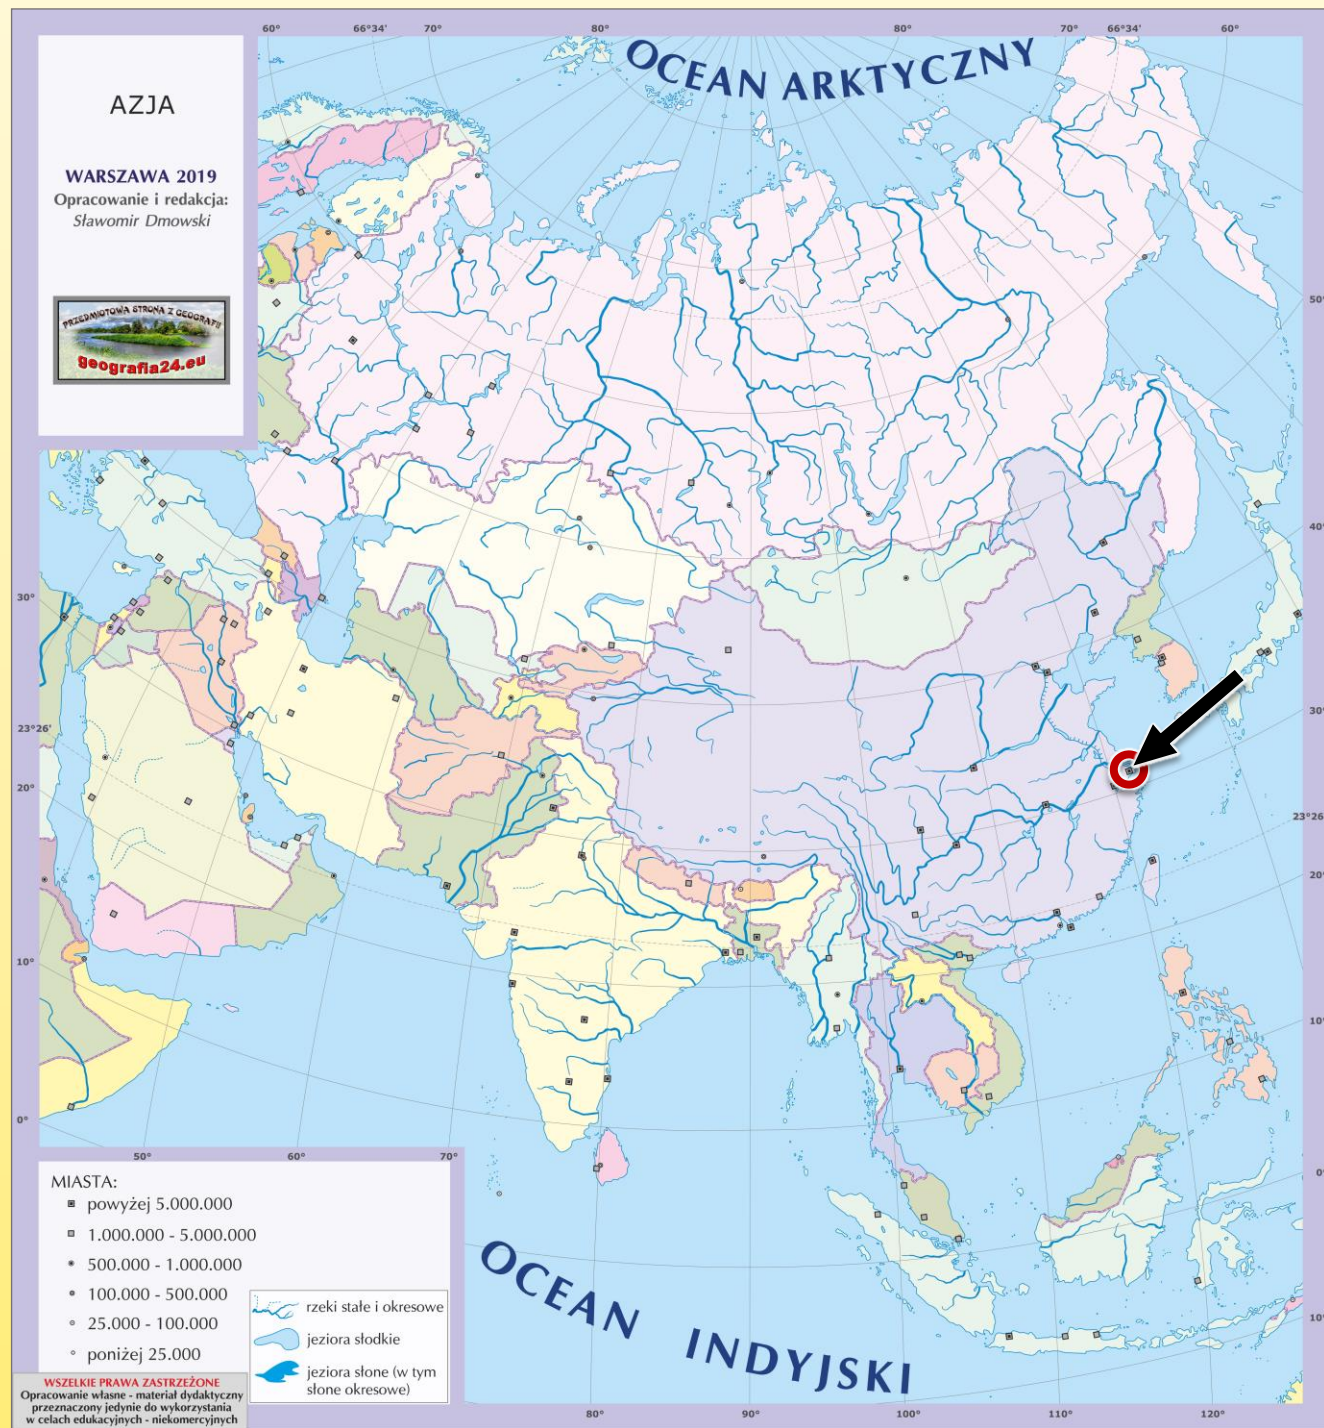 60°
66°34'
70°
80°
80°
70°
66°34'
60°
OCEAN ARKTYCZNY
AZJA
WARSZAWA 2019
Opracowanie i redakcja:
Sławomir Dmowski
PRZEDMIOTOWA STRONA Z GEOGRAFII
geografia24.eu
50°
40°
30°
30°
23°26'
20°
23°26'
20°
10°
10°
0°
0°
10°
50°
60°
70°
MIASTA:
powyżej 5.000.000
1.000.000 - 5.000.000
500.000 - 1.000.000
100.000 - 500.000
25.000 - 100.000
poniżej 25.000
rzeki stałe i okresowe
jeziora słodkie
jeziora słone (w tym
słone okresowe)
OCEAN INDYJSKI
WSZELKIE PRAWA ZASTRZEŻONE
Opracowanie własne - materiał dydaktyczny
przeznaczony jedynie do wykorzystania
w celach edukacyjnych - niekomercyjnych
80°
90°
100°
110°
120°